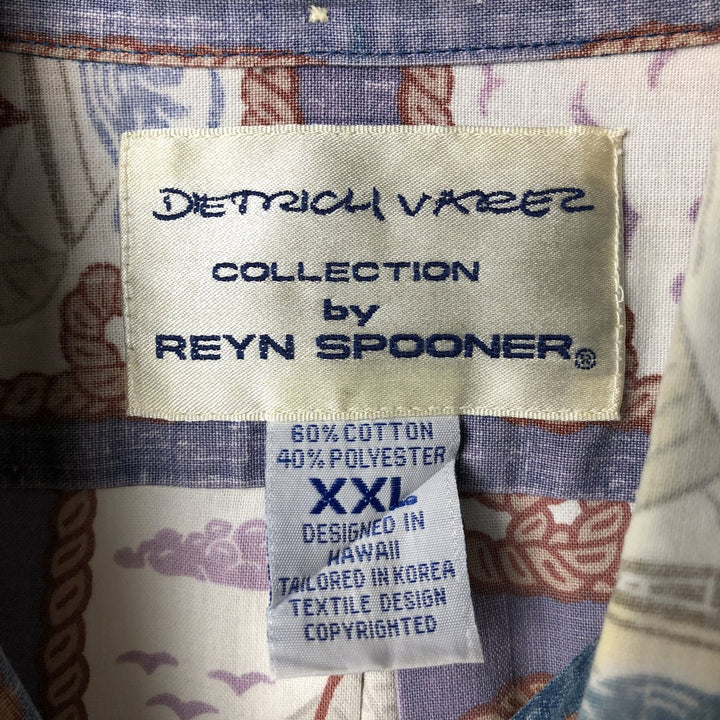 DIETRICH VAREZ
COLLECTION
by
REYN SPOONER®
60% COTTON
40% POLYESTER
XXL
DESIGNED IN
HAWAII
TAILORED IN KOREA
TEXTILE DESIGN
COPYRIGHTED